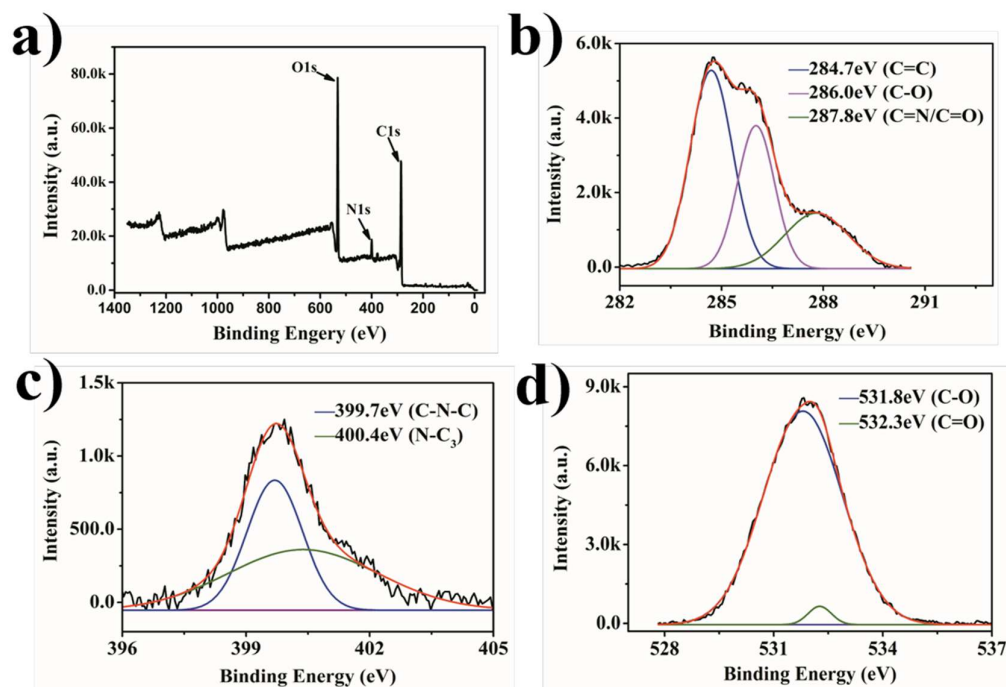 a)
Intensity (a.u.)
80.0k
60.0k
40.0k
20.0k
0.0
O1s
C1s
N1s
1400 1200 1000 800 600 400 200 0
Binding Engery (eV)
b)
Intensity (a.u.)
6.0k
4.0k
2.0k
0.0
284.7eV (C=C)
286.0eV (C-O)
287.8eV (C=N/C=O)
282 285 288 291
Binding Energy (eV)
c)
Intensity (a.u.)
1.5k
1.0k
500.0
0.0
399.7eV (C-N-C)
400.4eV (N-C₃)
396 399 402 405
Binding Energy (eV)
d)
Intensity (a.u.)
9.0k
6.0k
3.0k
0.0
531.8eV (C-O)
532.3eV (C=O)
528 531 534 537
Binding Energy (eV)